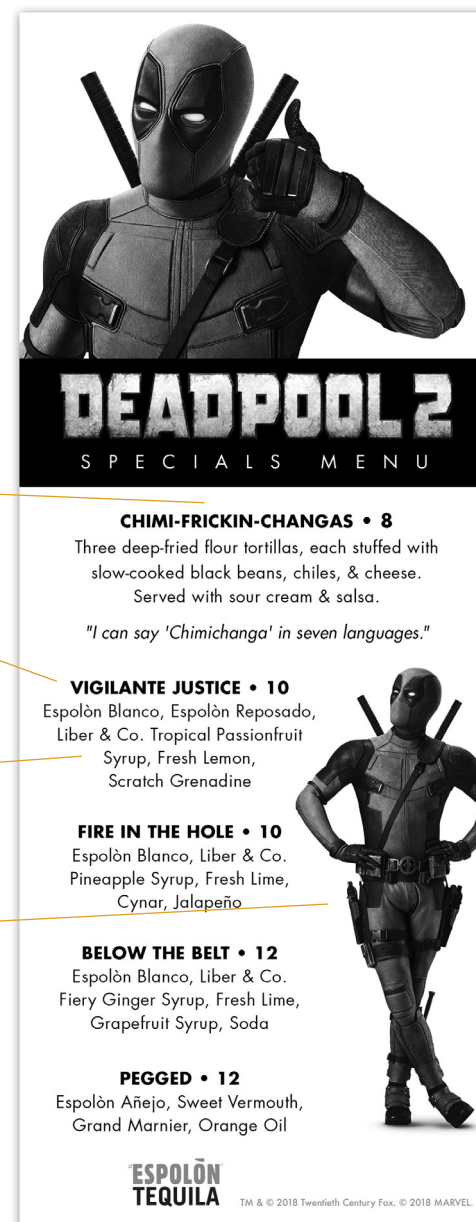 DEADPOOL 2
SPECIALS MENU
CHIMI-FRICKIN-CHANGAS • 8
Three deep-fried flour tortillas, each stuffed with
slow-cooked black beans, chiles, & cheese.
Served with sour cream & salsa.
"I can say 'Chimichanga' in seven languages."
VIGILANTE JUSTICE • 10
Espolòn Blanco, Espolòn Reposado,
Liber & Co. Tropical Passionfruit
Syrup, Fresh Lemon,
Scratch Grenadine
FIRE IN THE HOLE • 10
Espolòn Blanco, Liber & Co.
Pineapple Syrup, Fresh Lime,
Cynar, Jalapeño
BELOW THE BELT • 12
Espolòn Blanco, Liber & Co.
Fiery Ginger Syrup, Fresh Lime,
Grapefruit Syrup, Soda
PEGGED • 12
Espolòn Añejo, Sweet Vermouth,
Grand Marnier, Orange Oil
ESPOLÒN
TEQUILA
TM & © 2018 Twentieth Century Fox. © 2018 MARVEL.